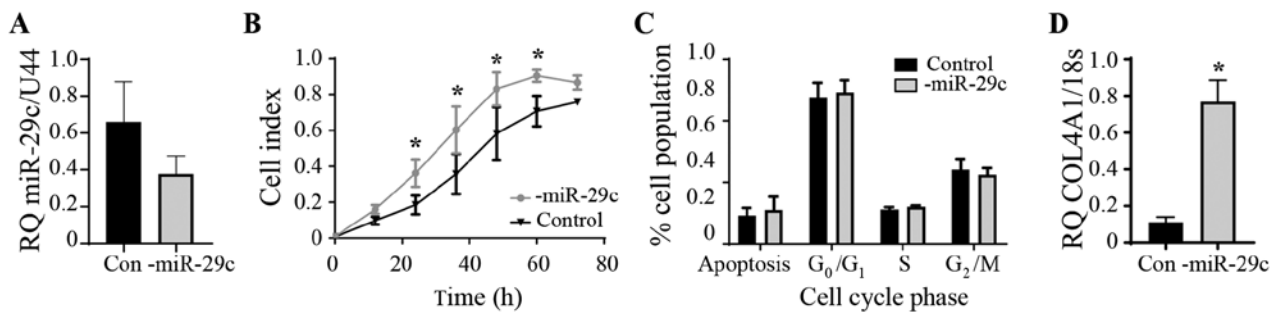 A
RQ miR-29c/U44
1.0
0.8
0.6
0.4
0.2
0
Con -miR-29c
B
Cell index
1.0
0.8
0.6
0.4
0.2
0
* * * *
-miR-29c
Control
0 20 40 60 80
Time (h)
C
% cell population
1.0
0.8
0.4
0.2
0
Control
-miR-29c
Apoptosis G0/G1 S G2/M
Cell cycle phase
D
RQ COL4A1/18s
1.0
0.8
0.6
0.4
0.2
0
*
Con -miR-29c